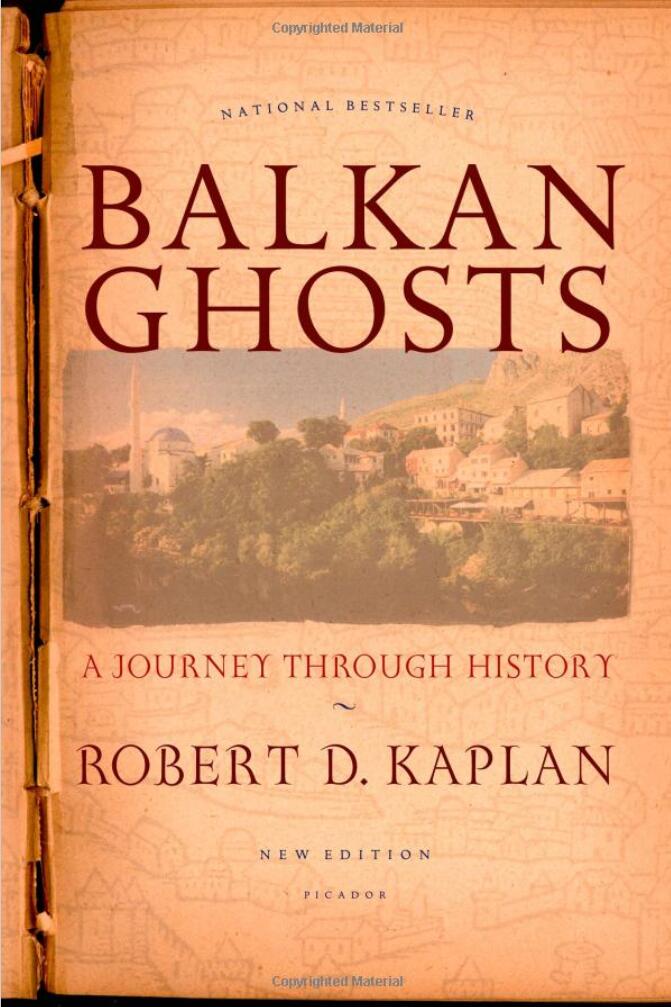 Copyrighted Material
NATIONAL BESTSELLER
BALKAN
GHOSTS
A JOURNEY THROUGH HISTORY
~
ROBERT D. KAPLAN
NEW EDITION
PICADOR
Copyrighted Material